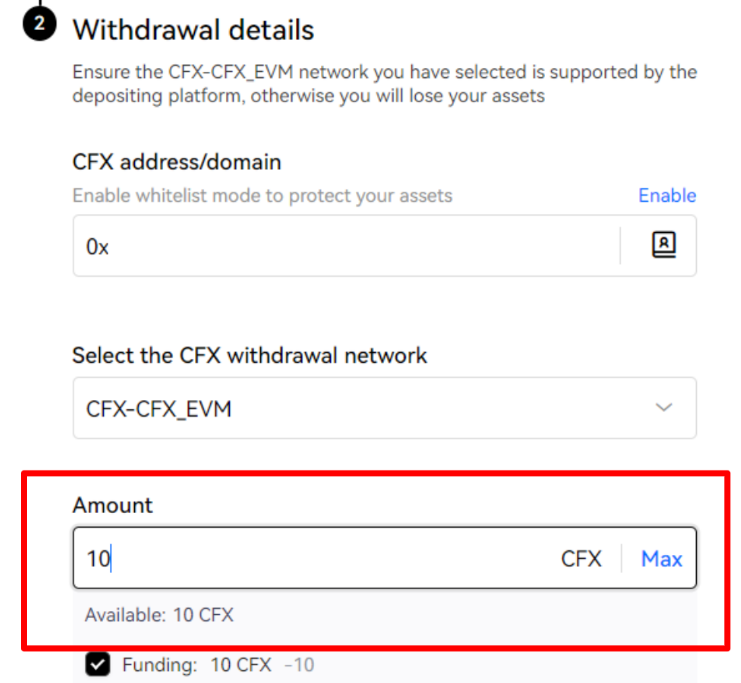 2
Withdrawal details
Ensure the CFX-CFX_EVM network you have selected is supported by the
depositing platform, otherwise you will lose your assets
CFX address/domain
Enable whitelist mode to protect your assets Enable
0x
Select the CFX withdrawal network
CFX-CFX_EVM
Amount
10 CFX Max
Available: 10 CFX
Funding: 10 CFX -10